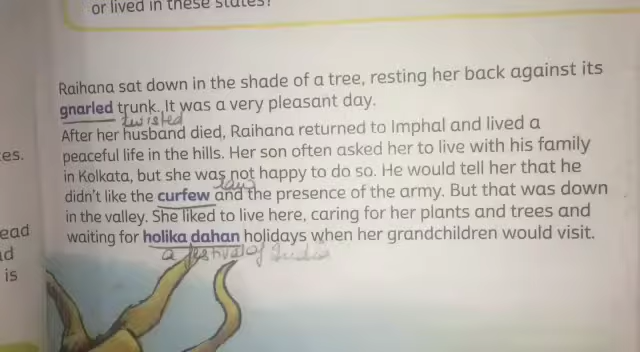 or lived in these states?
Raihana sat down in the shade of a tree, resting her back against its
gnarled trunk. It was a very pleasant day.
twisted
After her husband died, Raihana returned to Imphal and lived a
peaceful life in the hills. Her son often asked her to live with his family
in Kolkata, but she was not happy to do so. He would tell her that he
law
didn't like the curfew and the presence of the army. But that was down
in the valley. She liked to live here, caring for her plants and trees and
waiting for holika dahan holidays when her grandchildren would visit.
a festival of India
es.
ead
d
is